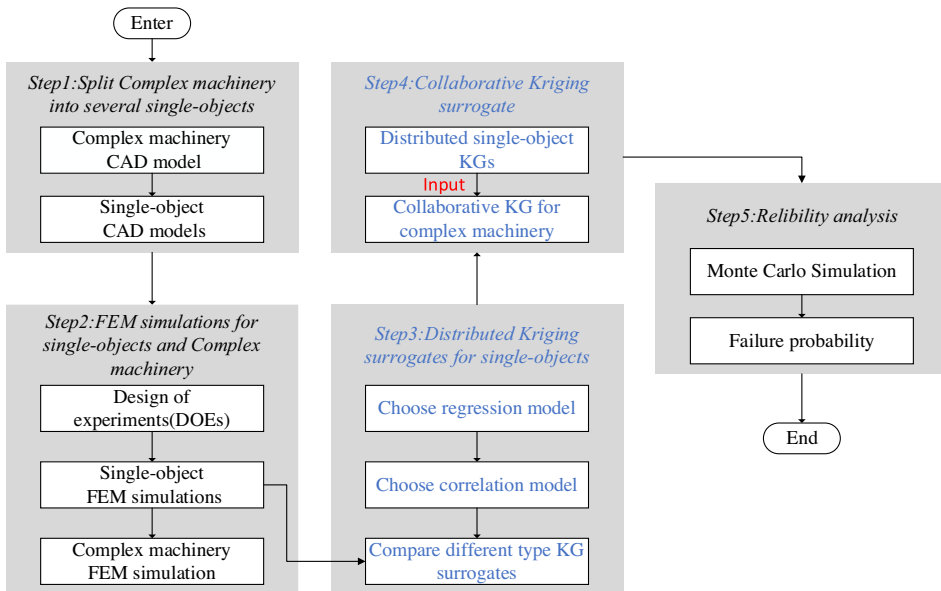 Enter
Step1:Split Complex machinery
into several single-objects
Complex machinery
CAD model
Single-object
CAD models
Step2:FEM simulations for
single-objects and Complex
machinery
Design of
experiments(DOEs)
Single-object
FEM simulations
Complex machinery
FEM simulation
Step3:Distributed Kriging
surrogates for single-objects
Choose regression model
Choose correlation model
Compare different type KG
surrogates
Step4:Collaborative Kriging
surrogate
Distributed single-object
KGs
Input
Collaborative KG for
complex machinery
Step5:Relibility analysis
Monte Carlo Simulation
Failure probability
End